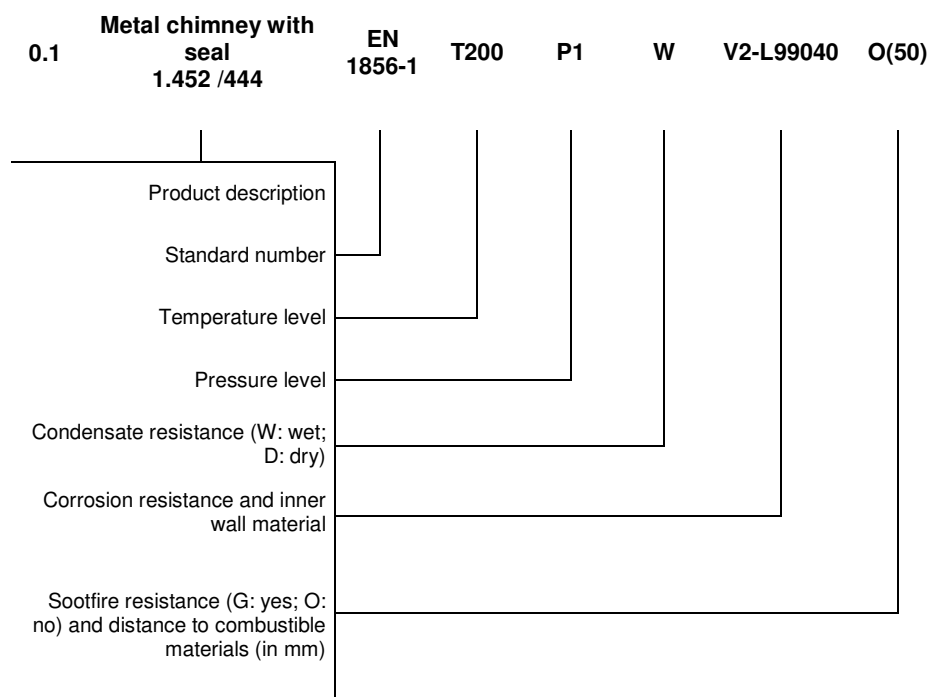 0.1
Metal chimney with
seal
1.452 /444
EN
1856-1
T200
P1
W
V2-L99040
O(50)
Product description
Standard number
Temperature level
Pressure level
Condensate resistance (W: wet;
D: dry)
Corrosion resistance and inner
wall material
Sootfire resistance (G: yes; O:
no) and distance to combustible
materials (in mm)